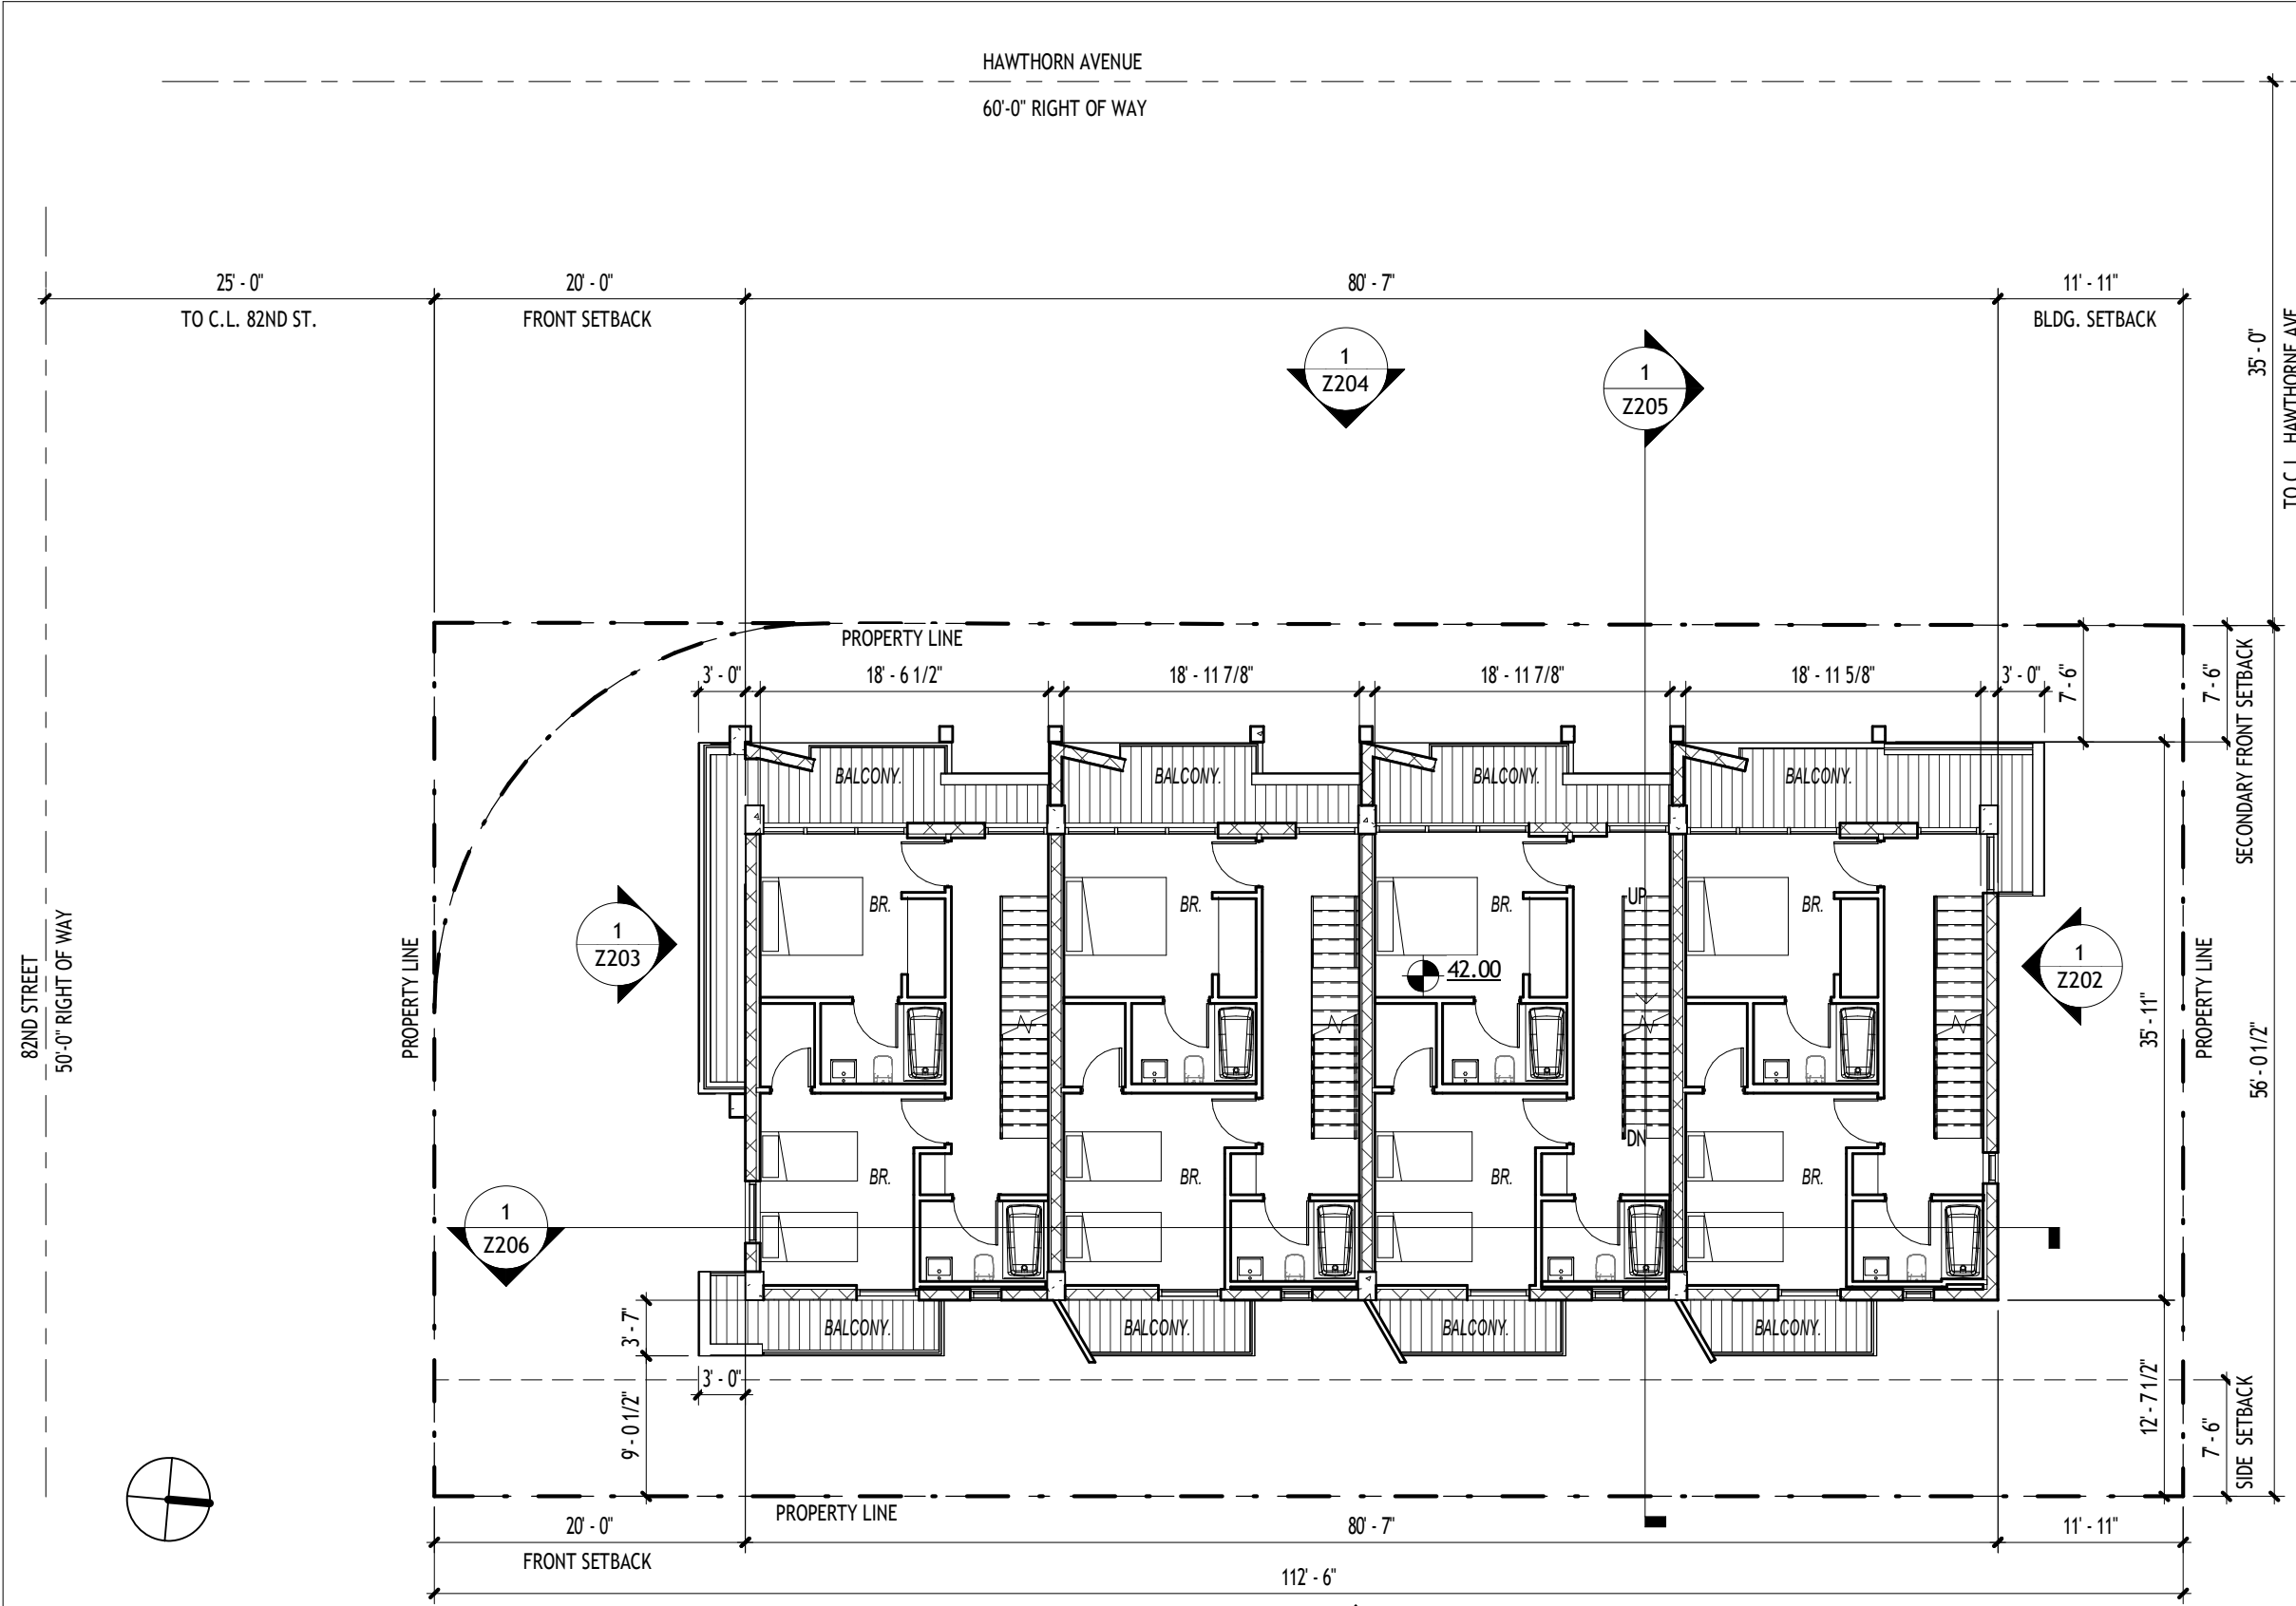 HAWTHORN AVENUE
60'-0" RIGHT OF WAY
25' - 0"
20' - 0"
80' - 7"
11' - 11"
TO C.L. 82ND ST.
FRONT SETBACK
BLDG. SETBACK
35' - 0"
TO C.L. HAWTHORNE AVE
1
Z204
1
Z205
PROPERTY LINE
3' - 0"
18' - 6 1/2"
18' - 11 7/8"
18' - 11 7/8"
18' - 11 5/8"
3' - 0"
7' - 6"
7' - 6"
SECONDARY FRONT SETBACK
BALCONY.
BALCONY.
BALCONY.
BALCONY.
BR.
BR.
BR.
BR.
UP
1
Z203
42.00
1
Z202
82ND STREET
50'-0" RIGHT OF WAY
PROPERTY LINE
PROPERTY LINE
35' - 11"
56' - 0 1/2"
DN
BR.
BR.
BR.
BR.
1
Z206
BALCONY.
BALCONY.
BALCONY.
BALCONY.
3' - 7"
3' - 0"
9' - 0 1/2"
12' - 7 1/2"
7' - 6"
SIDE SETBACK
PROPERTY LINE
20' - 0"
80' - 7"
11' - 11"
FRONT SETBACK
112' - 6"